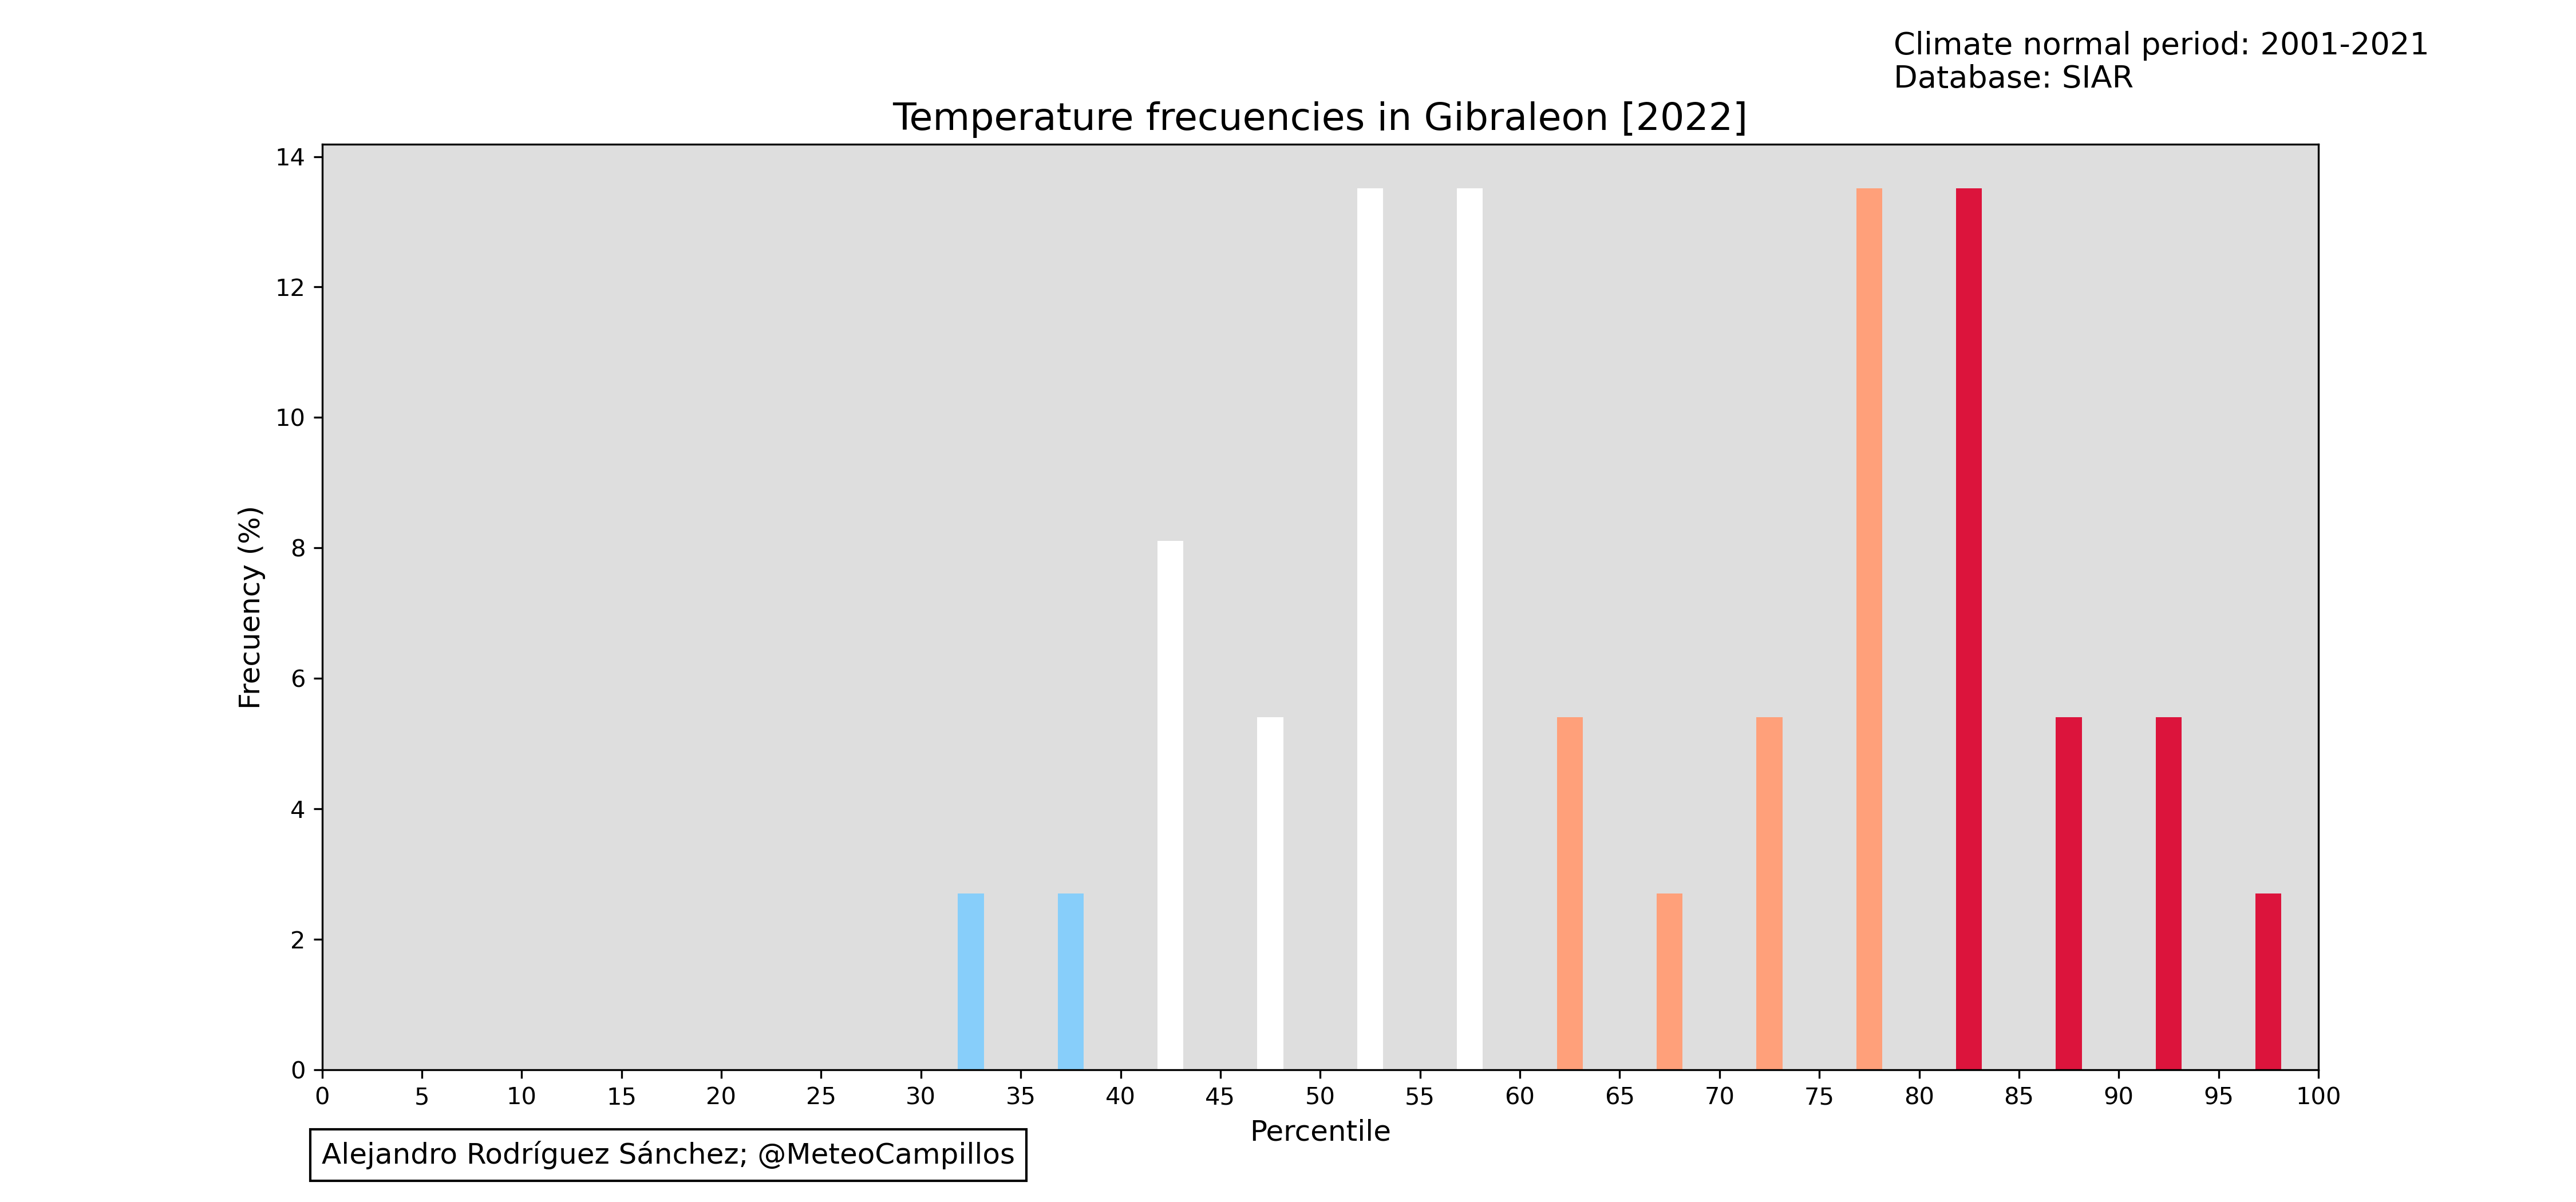 Climate normal period: 2001-2021
Database: SIAR
Temperature frecuencies in Gibraleon [2022]
14
12
10
8
6
4
2
0
Frecuency (%)
0 5 10 15 20 25 30 35 40 45 50 55 60 65 70 75 80 85 90 95 100
Percentile
Alejandro Rodríguez Sánchez; @MeteoCampillos